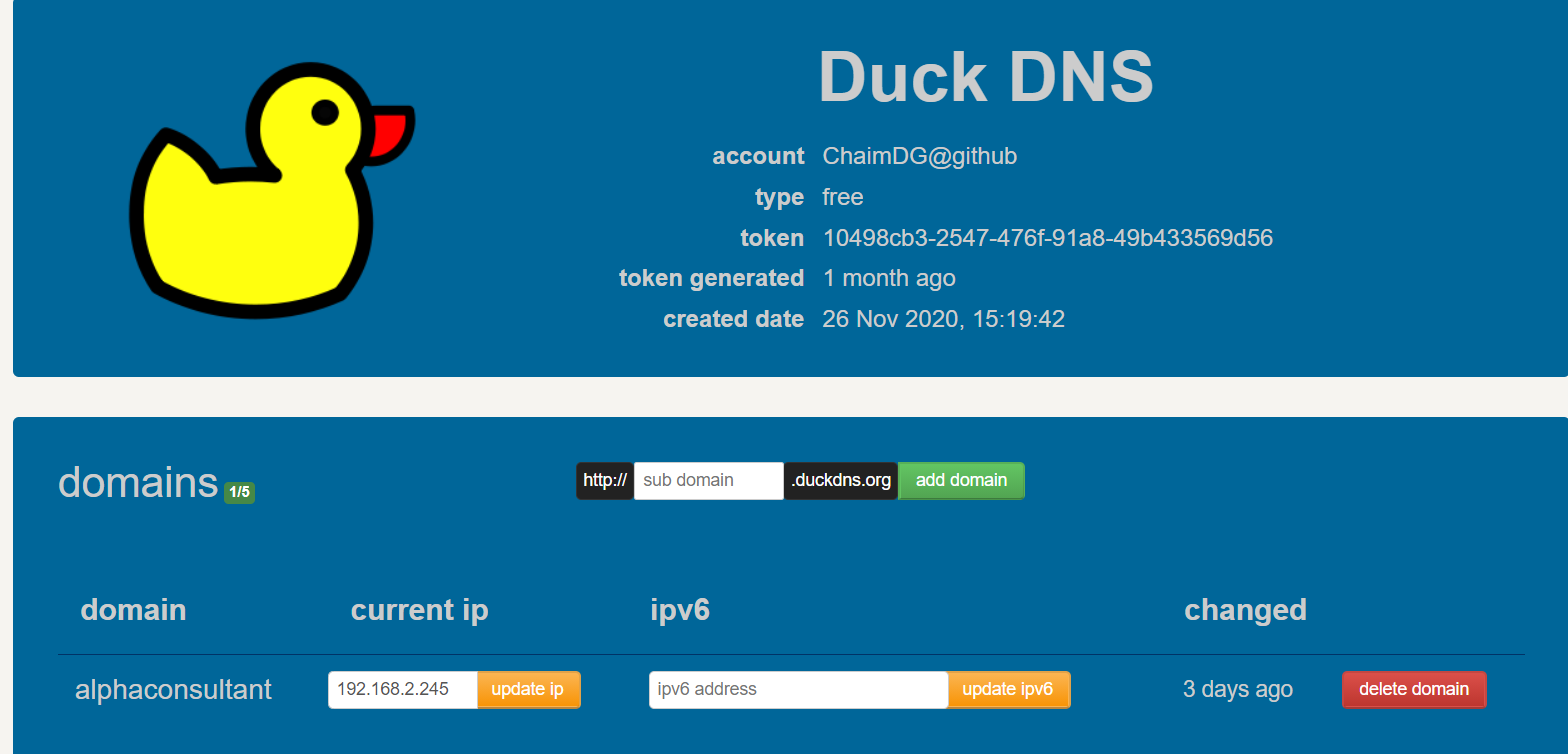 Duck DNS
account ChaimDG@github
type free
token 10498cb3-2547-476f-91a8-49b433569d56
token generated 1 month ago
created date 26 Nov 2020, 15:19:42
domains 1/5 http:// sub domain .duckdns.org add domain
domain current ip ipv6 changed
alphaconsultant 192.168.2.245 update ip ipv6 address update ipv6 3 days ago delete domain